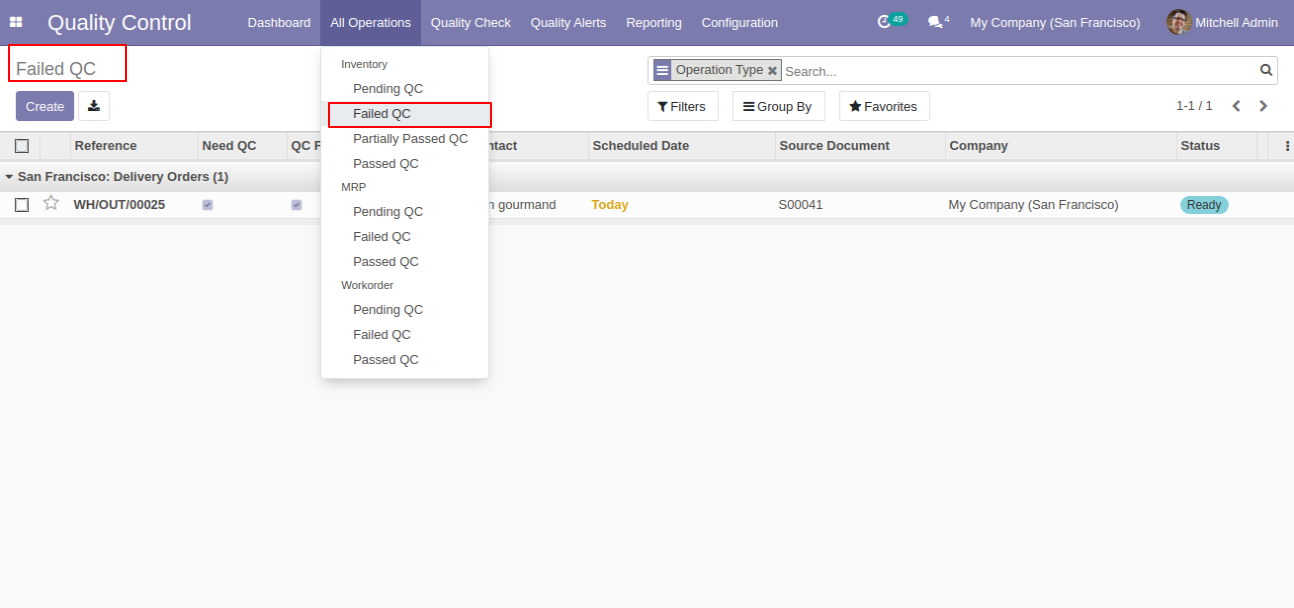 Quality Control Dashboard All Operations Quality Check Quality Alerts Reporting Configuration 49 4 My Company (San Francisco) Mitchell Admin
Failed QC
Operation Type Search...
Create
Filters Group By Favorites 1-1 / 1
Inventory
Pending QC
Failed QC
Partially Passed QC
Passed QC
MRP
Pending QC
Failed QC
Passed QC
Workorder
Pending QC
Failed QC
Passed QC
Reference Need QC QC Scheduled Date Source Document Company Status
San Francisco: Delivery Orders (1)
WH/OUT/00025 gourmand Today S00041 My Company (San Francisco) Ready